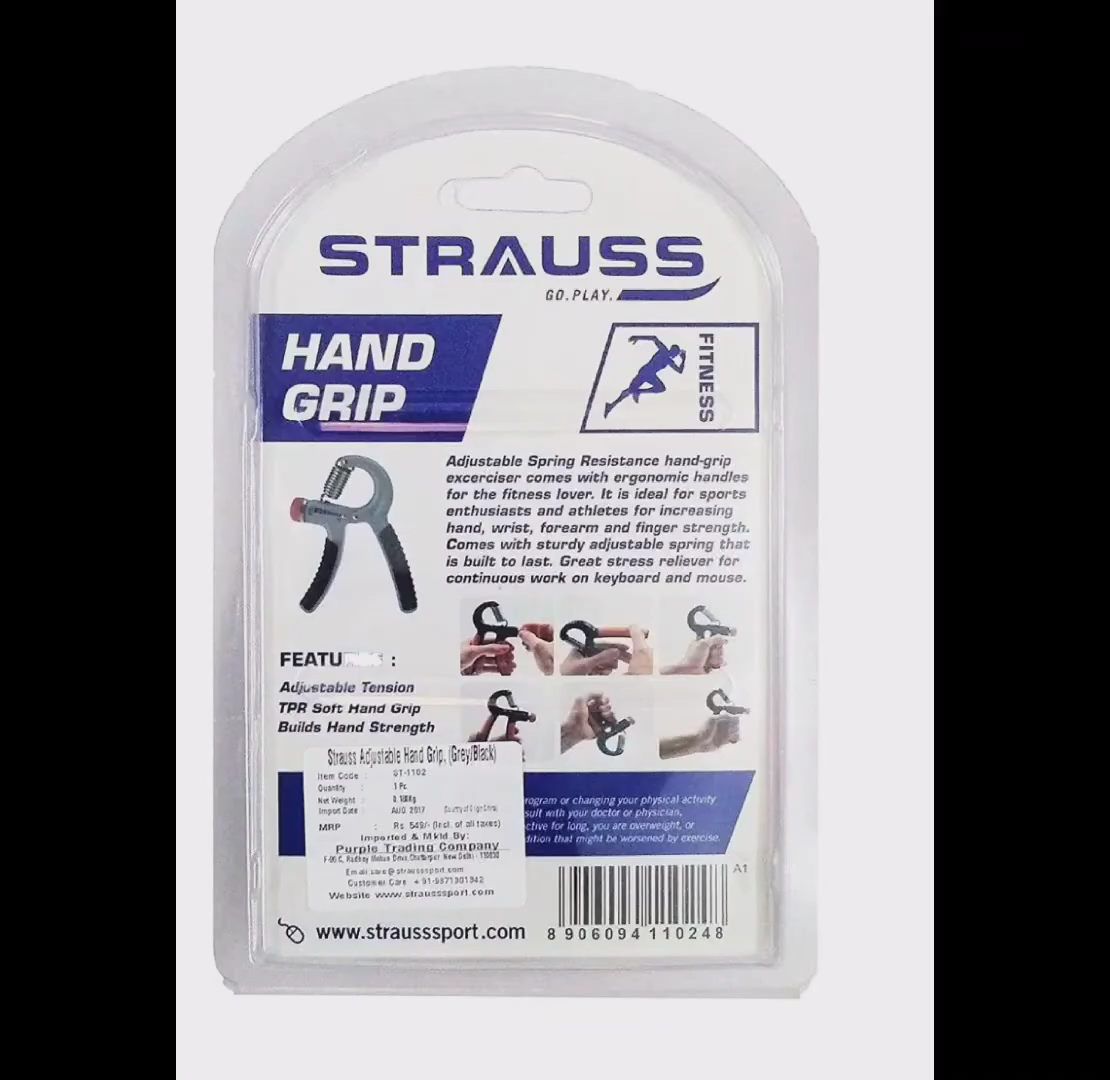 STRAUSS
GO.PLAY.
HAND
GRIP
FITNESS
Adjustable Spring Resistance hand-grip
excerciser comes with ergonomic handles
for the fitness lover. It is ideal for sports
enthusiasts and athletes for increasing
hand, wrist, forearm and finger strength.
Comes with sturdy adjustable spring that
is built to last. Great stress reliever for
continuous work on keyboard and mouse.
FEATU :
Adjustable Tension
TPR Soft Hand Grip
Builds Hand Strength
Strauss Adjustable Hand Grip, (Grey/Black)
Item Code : ST-1102
Quantity : 1 Pc
Net Weight :
Import Date : AUG 2017
MRP : Rs. 549/- (Incl. of all taxes)
Imported & Mktd By:
Purple Trading Company
Customer Care
Website www.strausssport.com
rogram or changing your physical activity
sult with your doctor or physician,
ctive for long, you are overweight, or
dition that might be worsened by exercise.
A1
www.strausssport.com
8 906094 110248